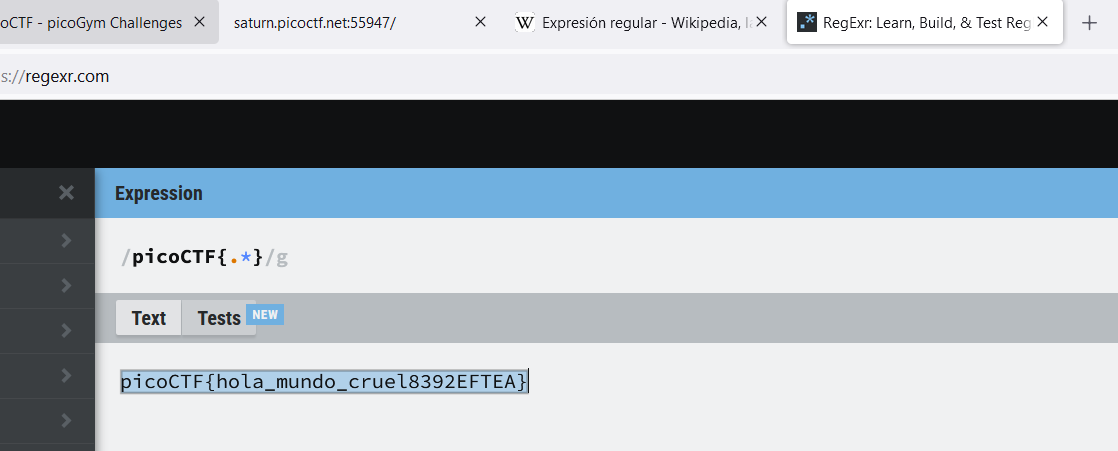 oCTF - picoGym Challenges
saturn.picoctf.net:55947/
W Expresión regular - Wikipedia, la
.* RegExr: Learn, Build, & Test Reg
s://regexr.com
Expression
/picoCTF{.*}/g
Text Tests NEW
picoCTF{hola_mundo_cruel8392EFTEA}